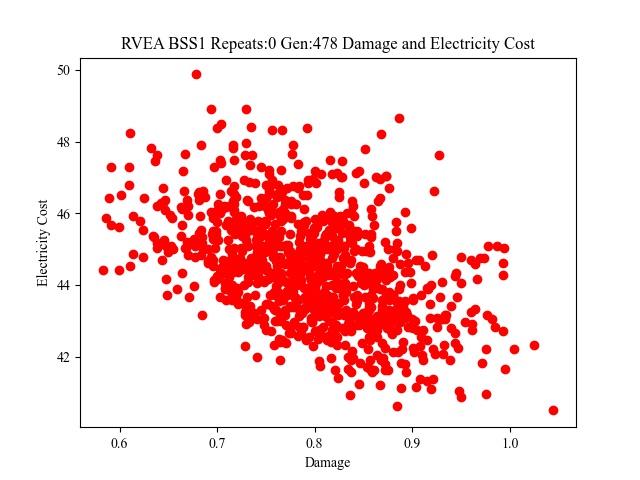 RVEA BSS1 Repeats:0 Gen:478 Damage and Electricity Cost
50
48
46
44
42
Electricity Cost
0.6 0.7 0.8 0.9 1.0
Damage